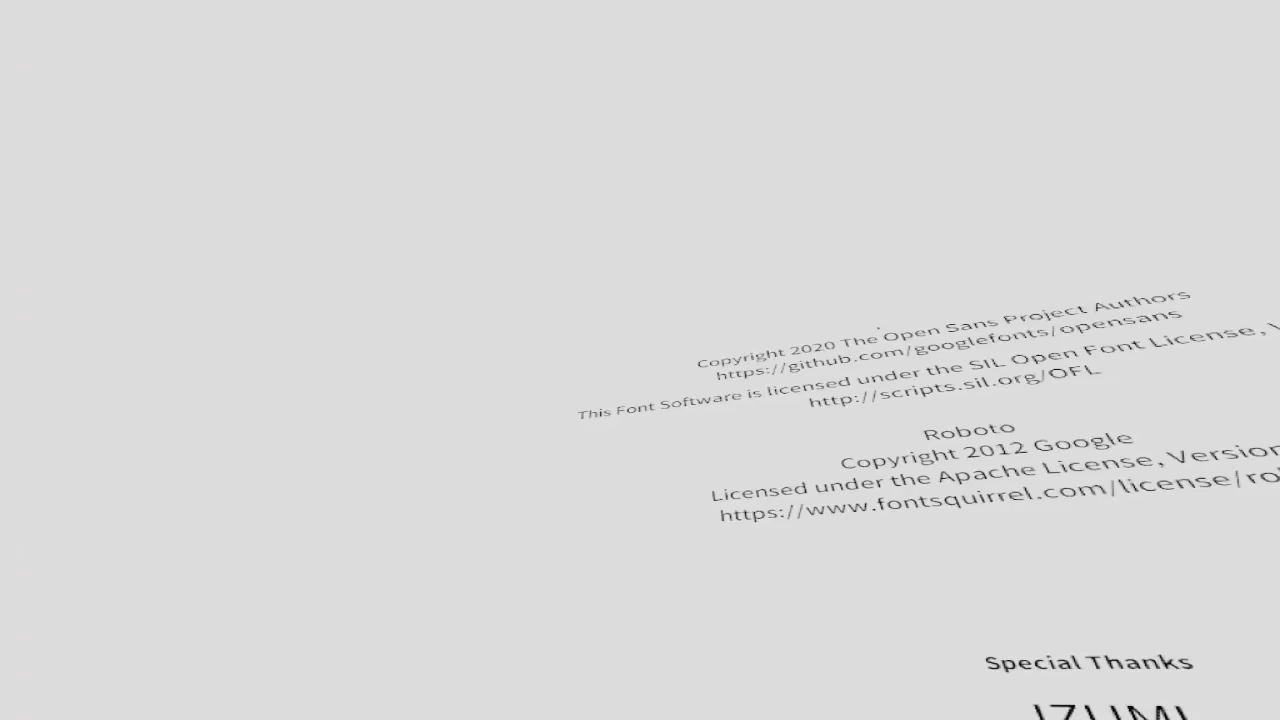 Copyright 2020 The Open Sans Project Authors
https://github.com/googlefonts/opensans
This Font Software is licensed under the SIL Open Font License,
http://scripts.sil.org/OFL
Roboto
Copyright 2012 Google
Licensed under the Apache License, Version
https://www.fontsquirrel.com/license/ro
Special Thanks
IZUMI